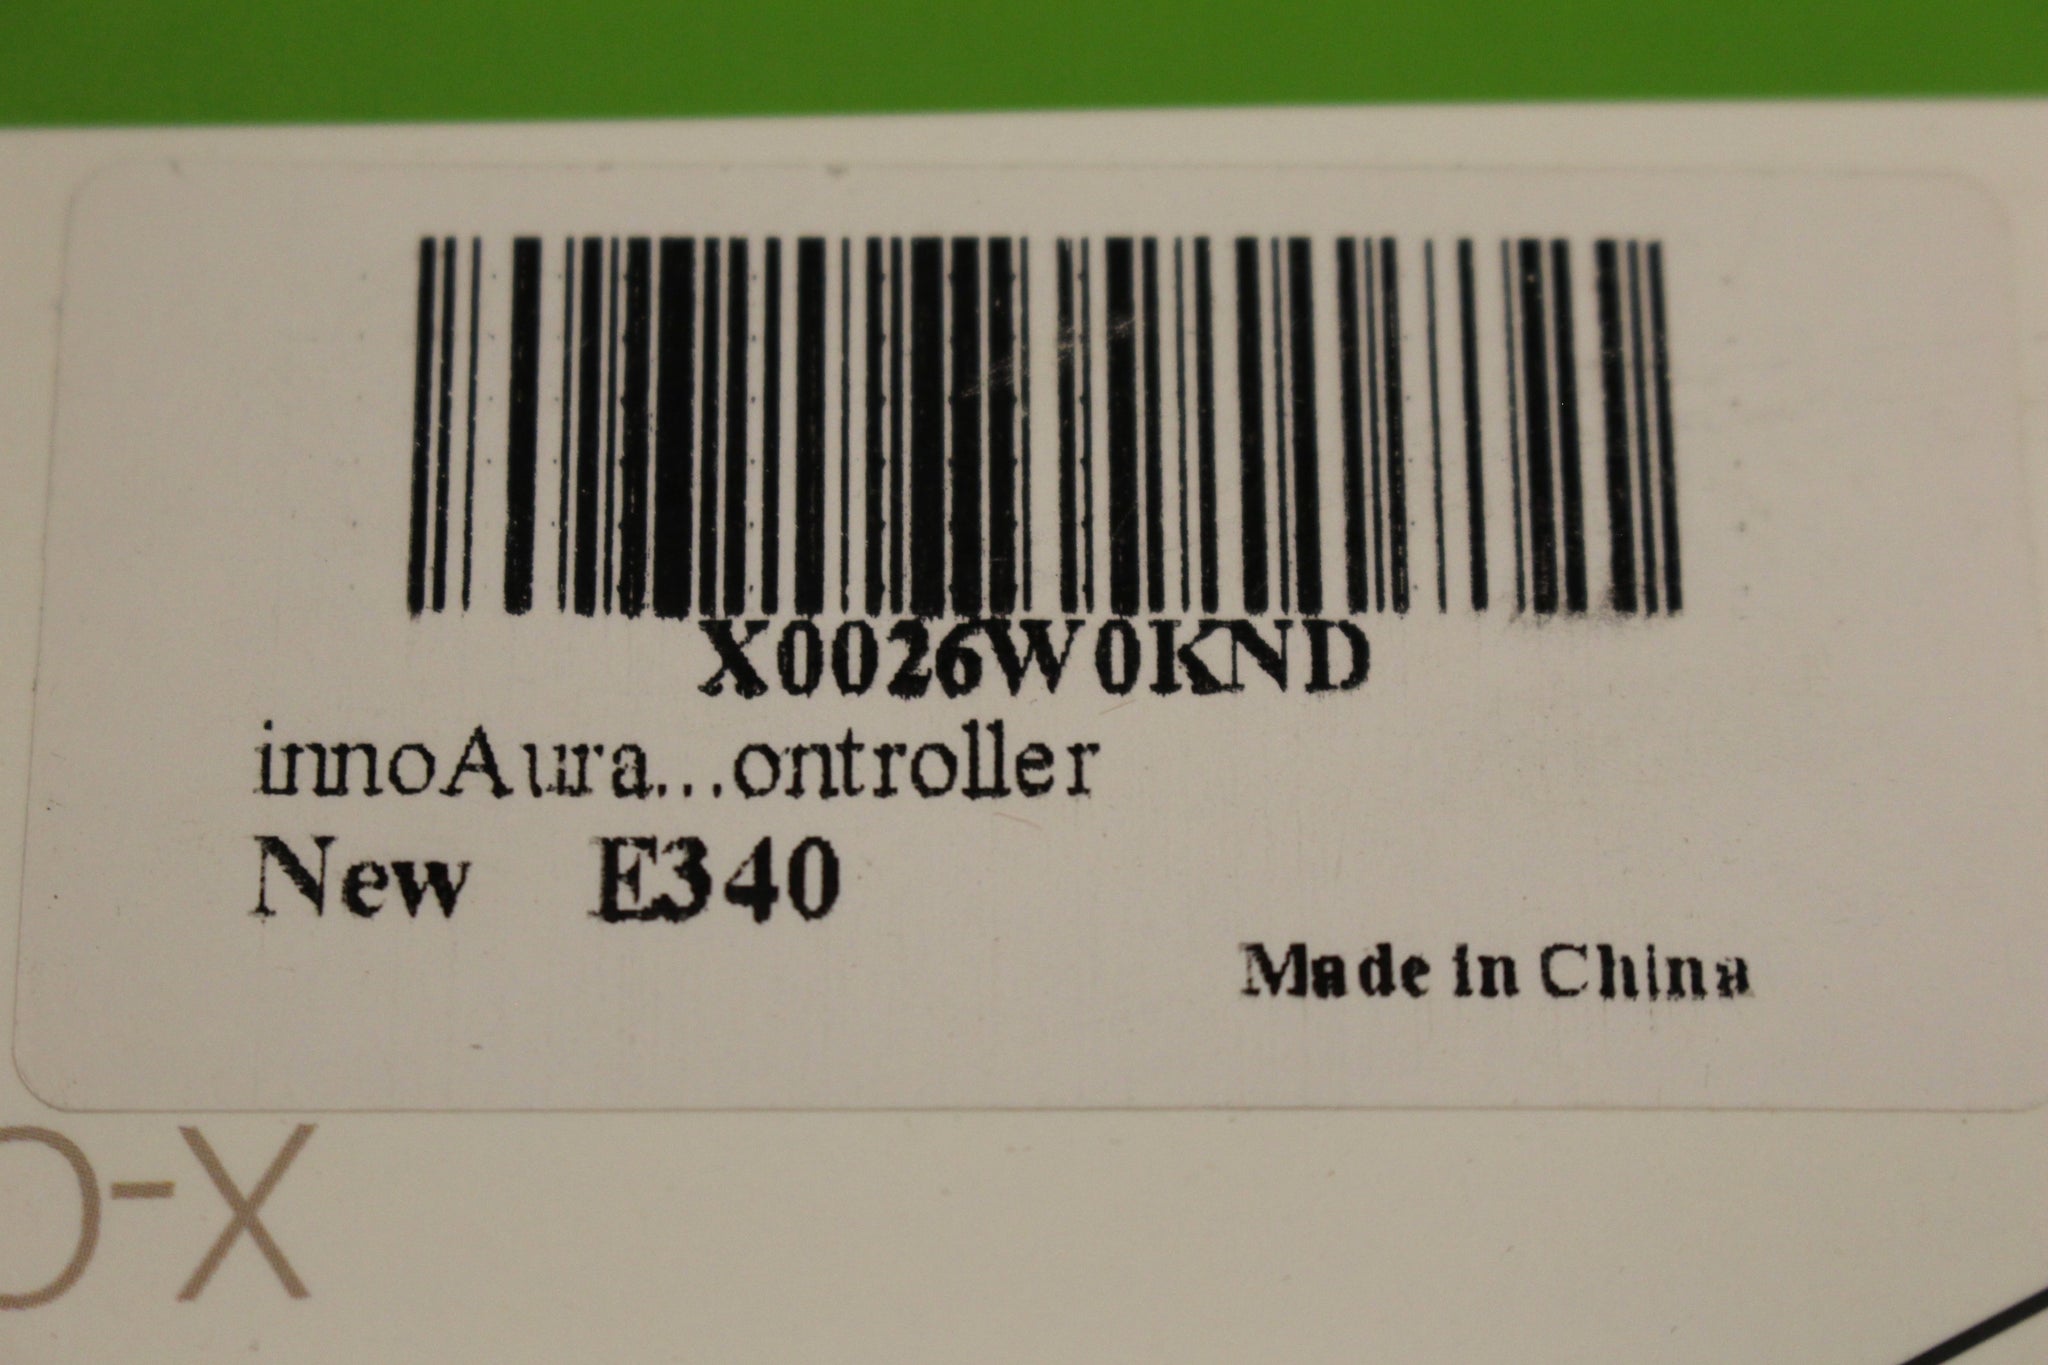 X0026W0KND
innoAura...ontroller
New E340
Made in China
O-X